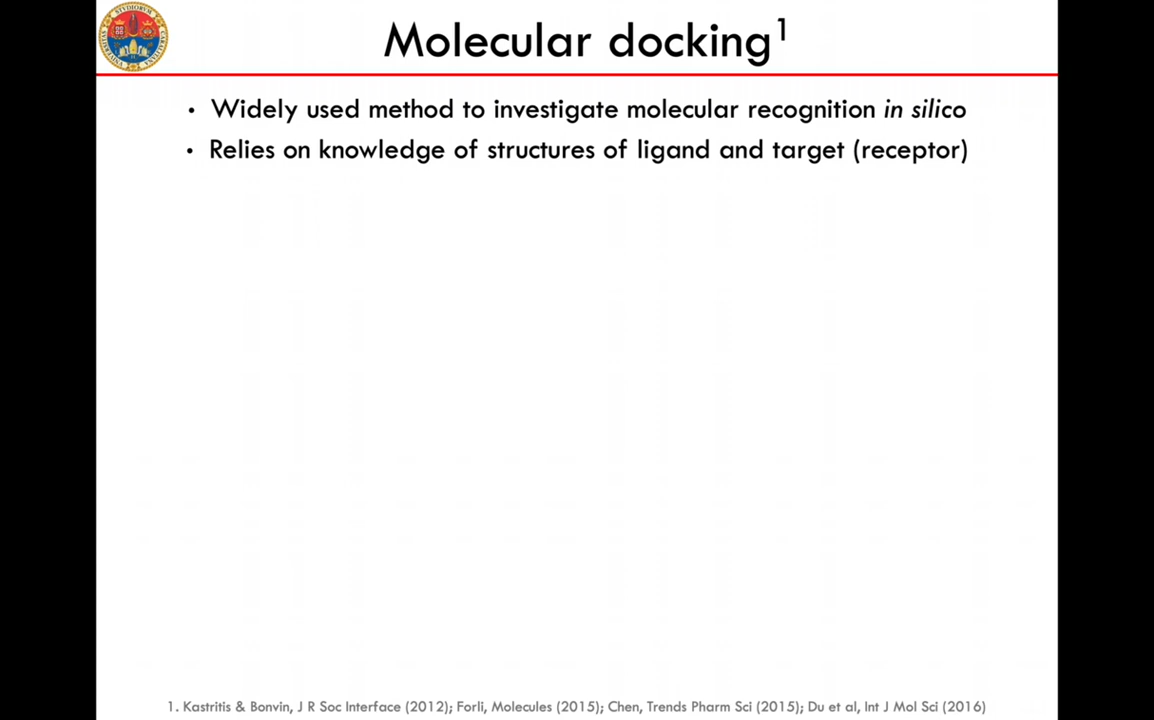 Molecular docking¹
• Widely used method to investigate molecular recognition in silico
• Relies on knowledge of structures of ligand and target (receptor)
1. Kastritis & Bonvin, J R Soc Interface (2012); Forli, Molecules (2015); Chen, Trends Pharm Sci (2015); Du et al, Int J Mol Sci (2016)